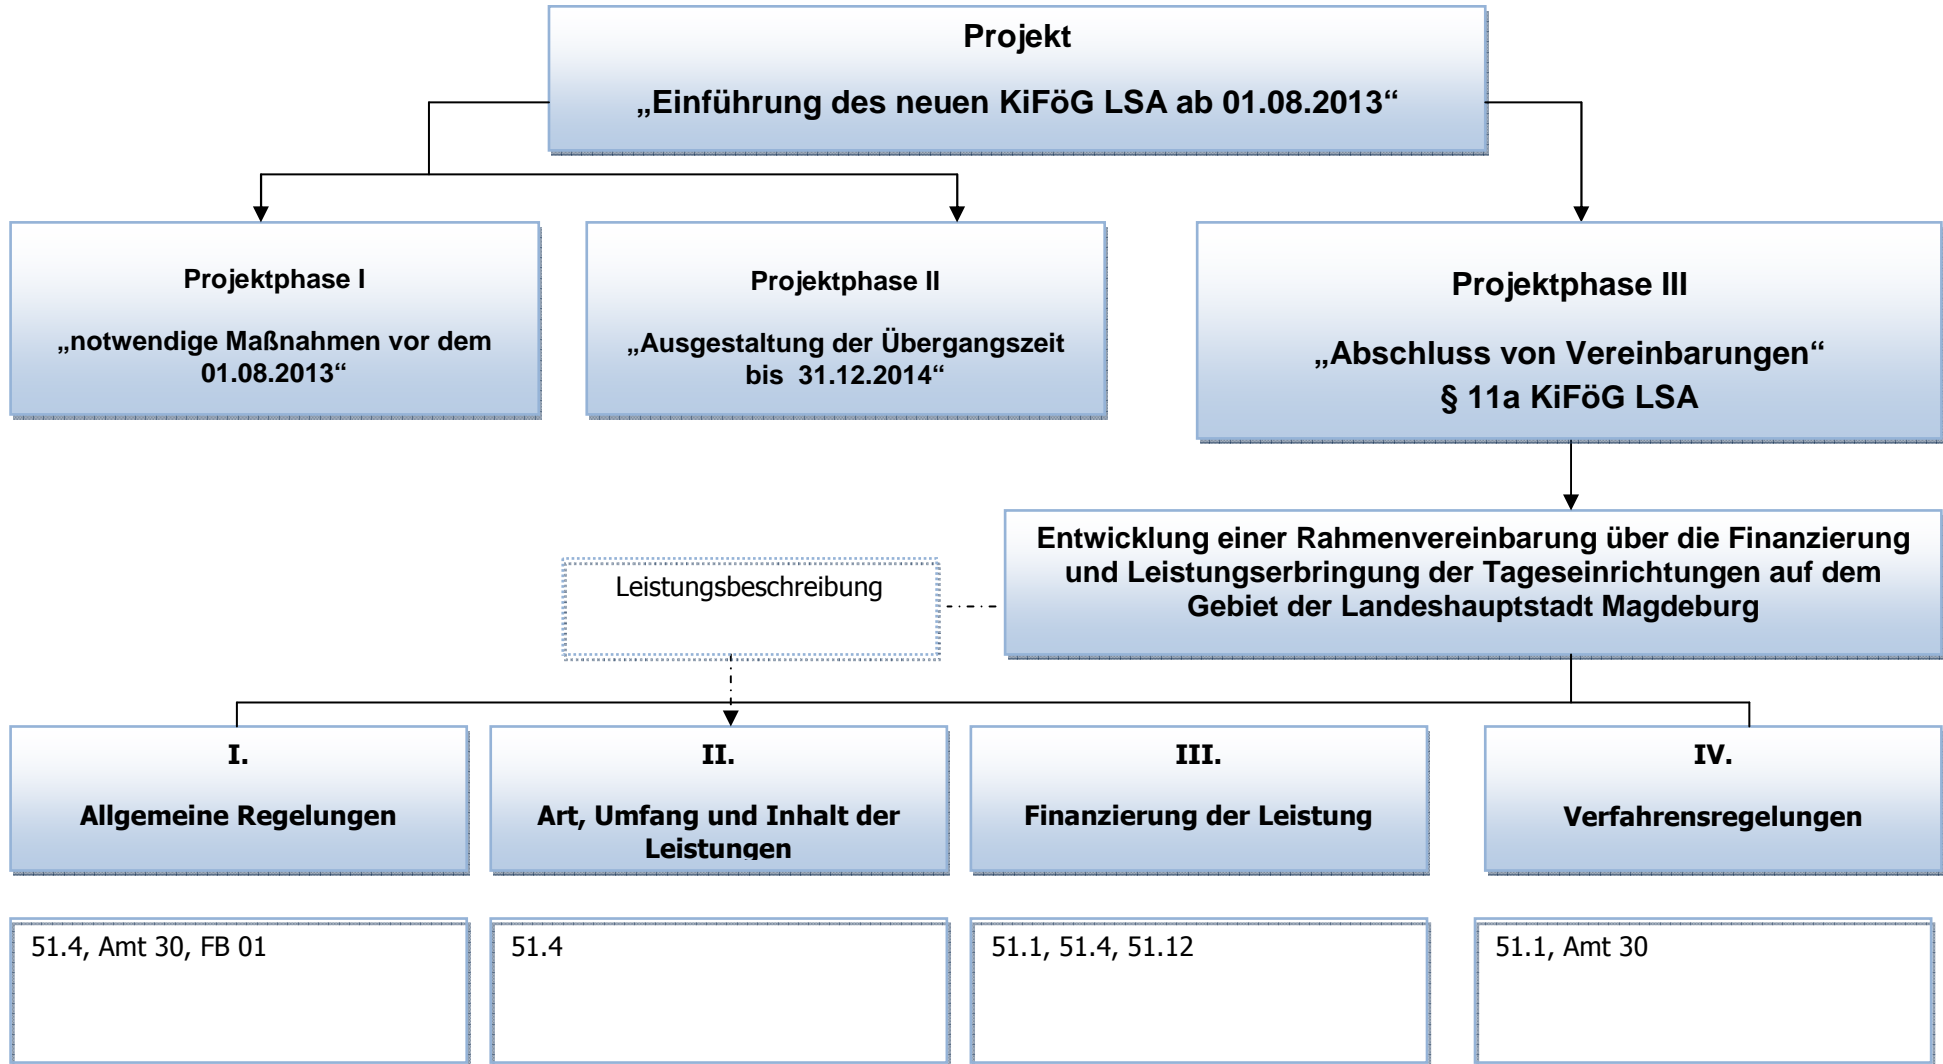 Projekt
„Einführung des neuen KiFöG LSA ab 01.08.2013“
Projektphase I
„notwendige Maßnahmen vor dem
01.08.2013“
Projektphase II
„Ausgestaltung der Übergangszeit
bis 31.12.2014“
Projektphase III
„Abschluss von Vereinbarungen“
§ 11a KiFöG LSA
Entwicklung einer Rahmenvereinbarung über die Finanzierung
und Leistungserbringung der Tageseinrichtungen auf dem
Gebiet der Landeshauptstadt Magdeburg
Leistungsbeschreibung
I.
Allgemeine Regelungen
II.
Art, Umfang und Inhalt der
Leistungen
III.
Finanzierung der Leistung
IV.
Verfahrensregelungen
51.4, Amt 30, FB 01
51.4
51.1, 51.4, 51.12
51.1, Amt 30